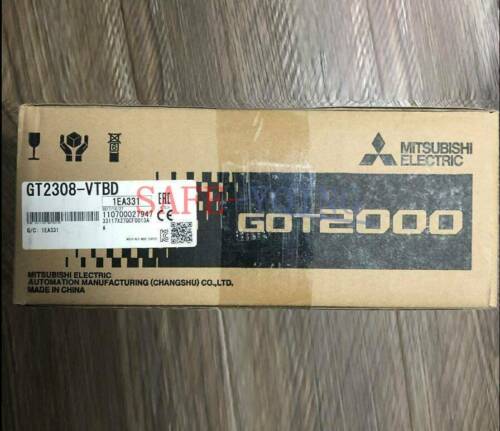 MITSUBISHI
ELECTRIC
GT2308-VTBD
1EA331
EAC
110700027947
CE
G/C: 1EA331
A
GOT2000
MITSUBISHI ELECTRIC
AUTOMATION MANUFACTURING (CHANGSHU) CO.,LTD.
MADE IN CHINA